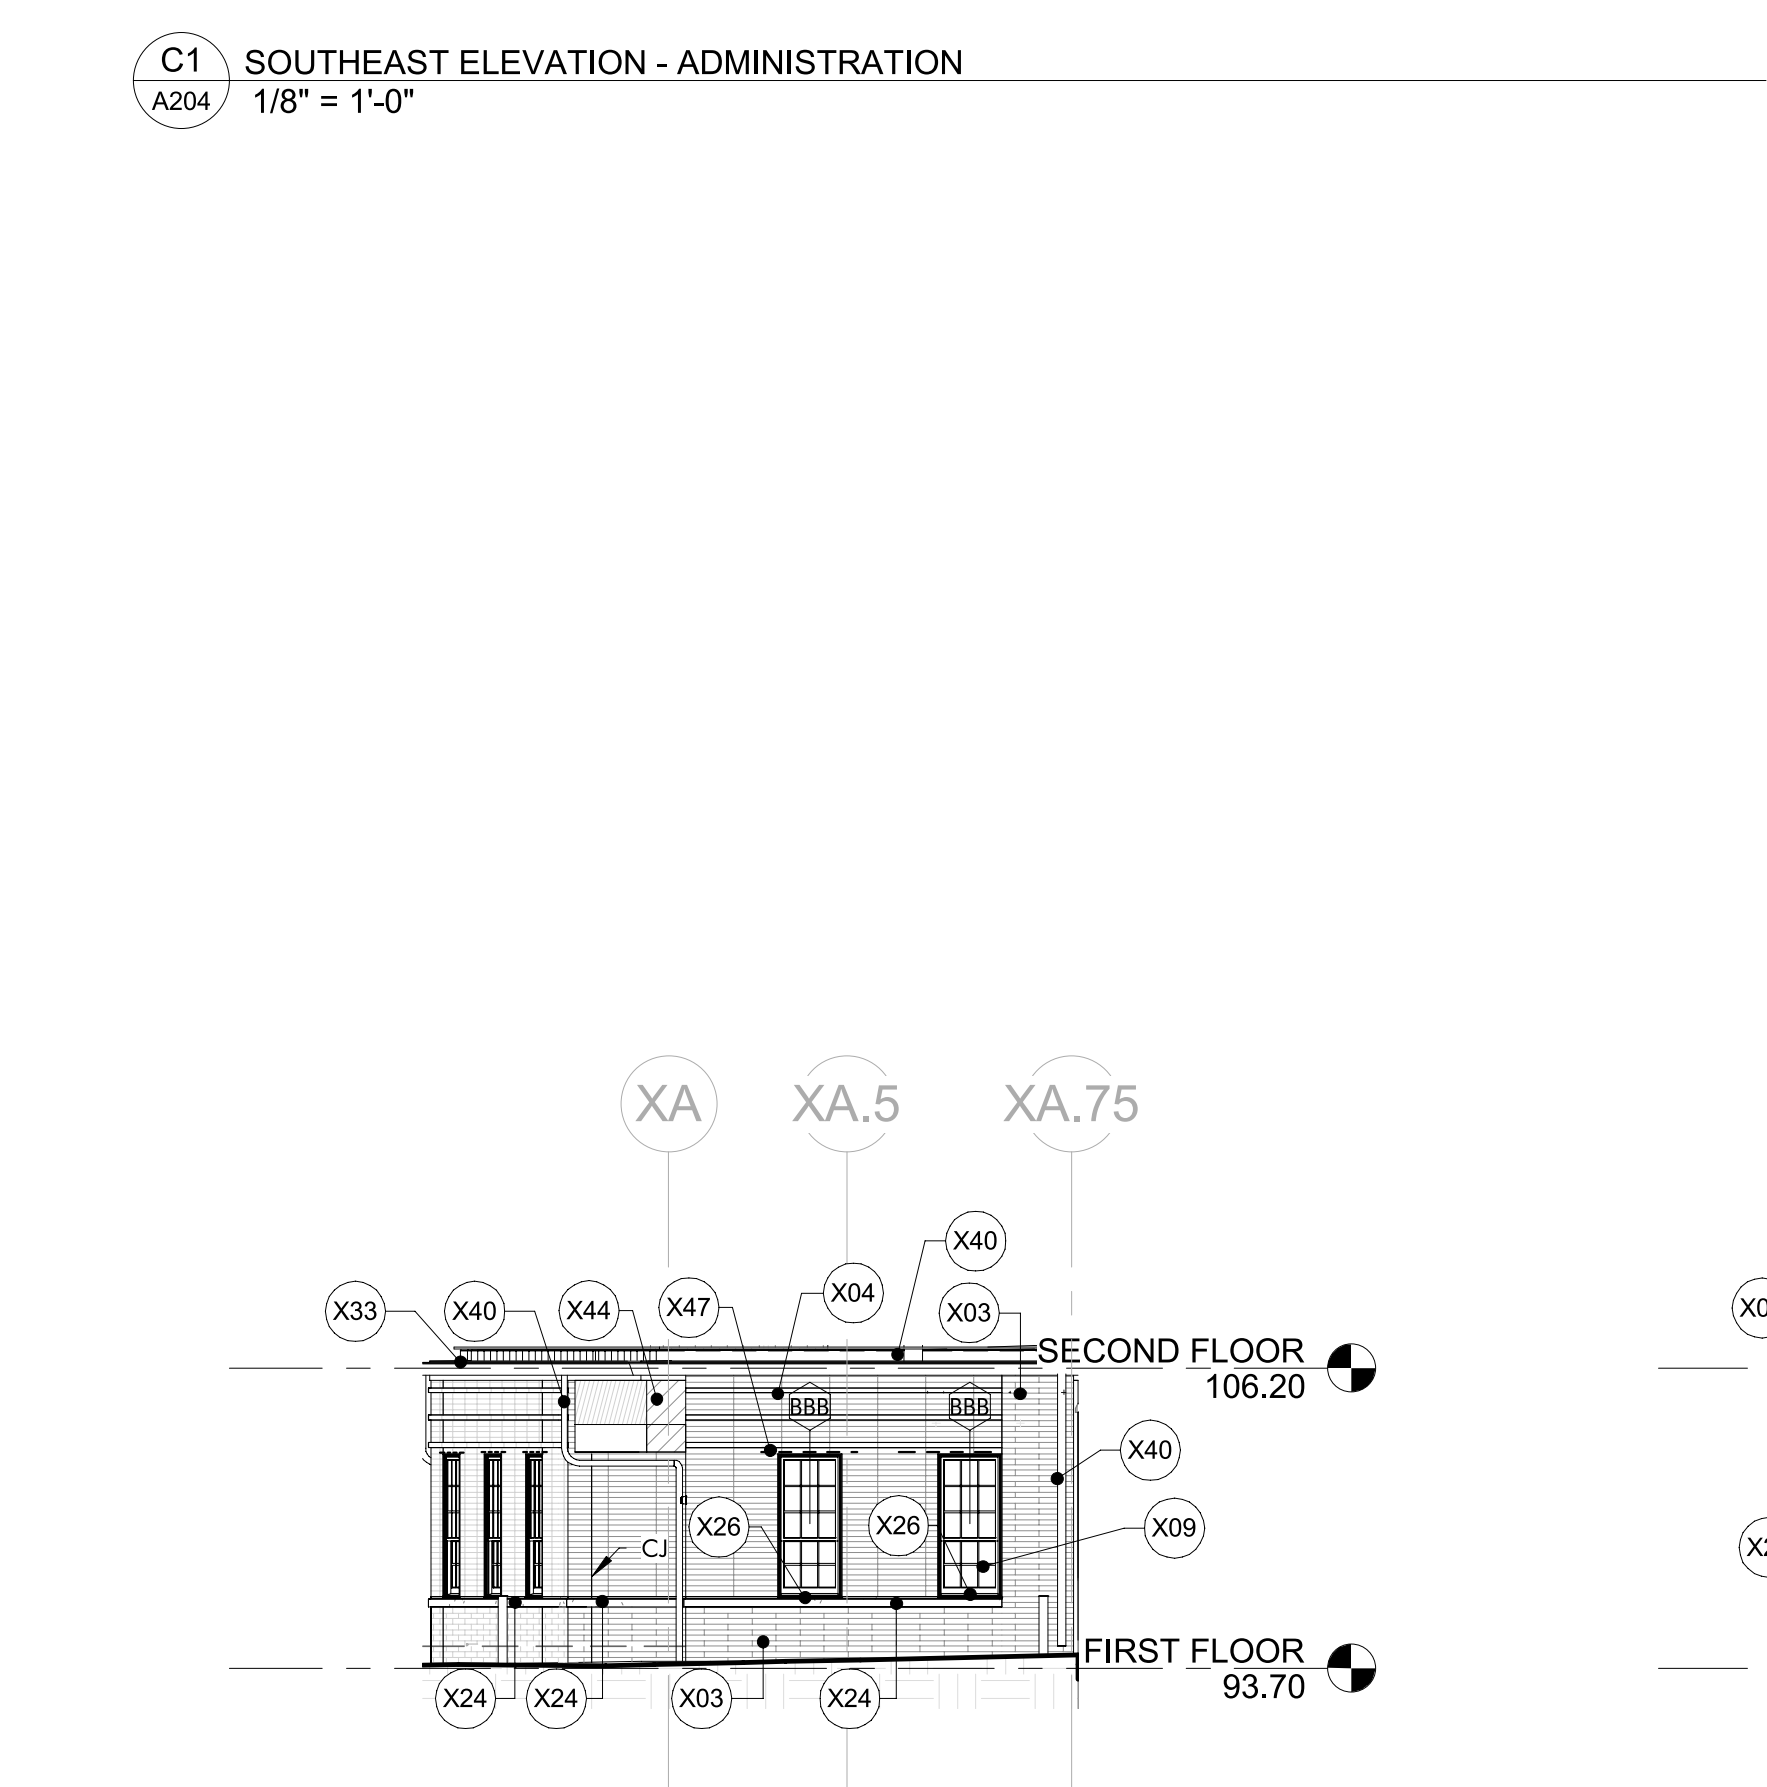 C1 SOUTHEAST ELEVATION - ADMINISTRATION
A204 1/8" = 1'-0"
XA XA.5 XA.75
X40
X33 X40 X44 X47 X04 X03
SECOND FLOOR
106.20
BBB BBB
X40
X26 X26 X09
CJ
FIRST FLOOR
93.70
X24 X24 X03 X24